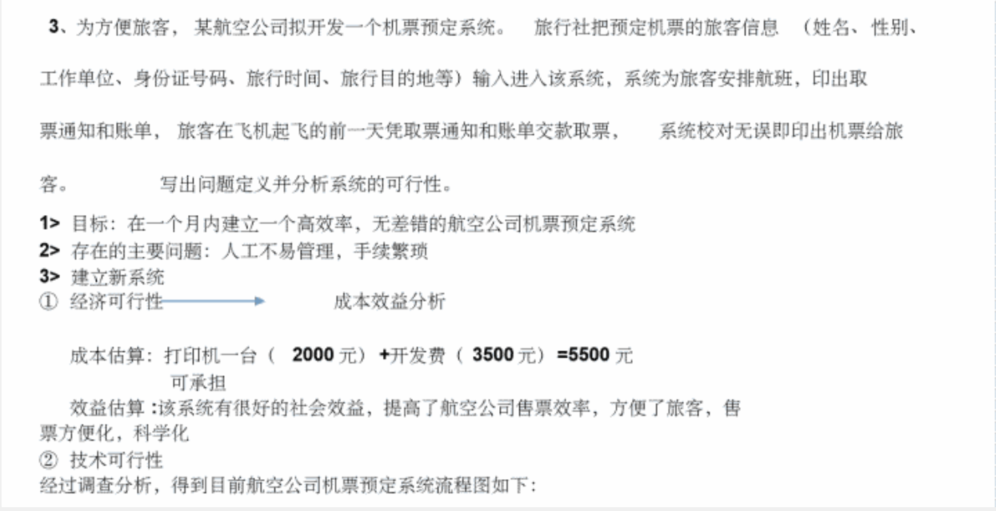 3、为方便旅客， 某航空公司拟开发一个机票预定系统。 旅行社把预定机票的旅客信息 （姓名、性别、
工作单位、身份证号码、旅行时间、旅行目的地等）输入进入该系统，系统为旅客安排航班，印出取
票通知和账单， 旅客在飞机起飞的前一天凭取票通知和账单交款取票， 系统校对无误即印出机票给旅
客。 写出问题定义并分析系统的可行性。
1> 目标：在一个月内建立一个高效率，无差错的航空公司机票预定系统
2> 存在的主要问题：人工不易管理，手续繁琐
3> 建立新系统
① 经济可行性 成本效益分析
成本估算：打印机一台（ 2000 元）+开发费（ 3500 元）=5500 元
可承担
效益估算 :该系统有很好的社会效益，提高了航空公司售票效率，方便了旅客，售
票方便化，科学化
② 技术可行性
经过调查分析，得到目前航空公司机票预定系统流程图如下：